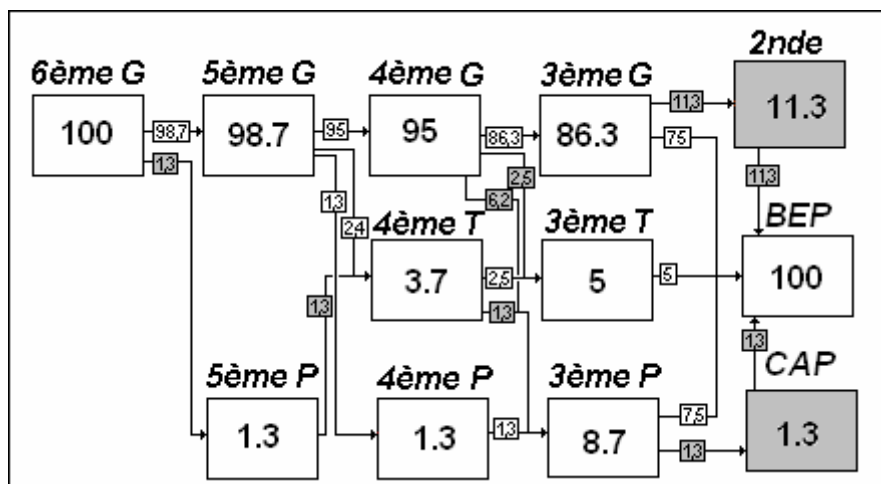 2nde
6ème G 5ème G 4ème G 3ème G
11,3 11.3
100 98,7 98.7 95 95 86,3 86.3 75
1,3 2,5
1,3 6,2 11,3
2,4 4ème T 3ème T BEP
3.7 2,5 5 5 100
1,3 1,3
1,3
5ème P 4ème P 3ème P CAP
7,5
1.3 1.3 1,3 8.7 1.3
1,3